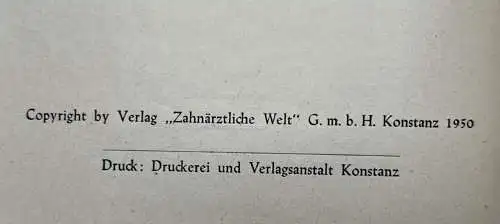 Copyright by Verlag „Zahnärztliche Welt“ G. m. b. H. Konstanz 1950
Druck: Druckerei und Verlagsanstalt Konstanz